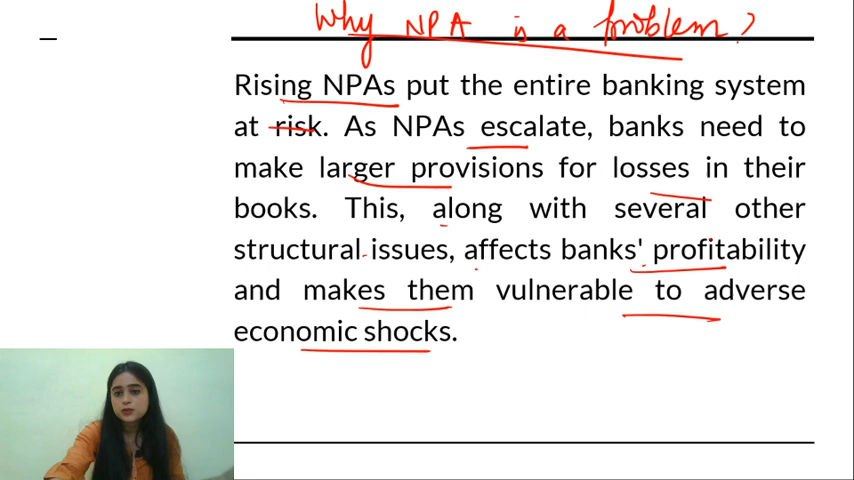 Why NPA is a problem?
Rising NPAs put the entire banking system
at risk. As NPAs escalate, banks need to
make larger provisions for losses in their
books. This, along with several other
structural issues, affects banks' profitability
and makes them vulnerable to adverse
economic shocks.